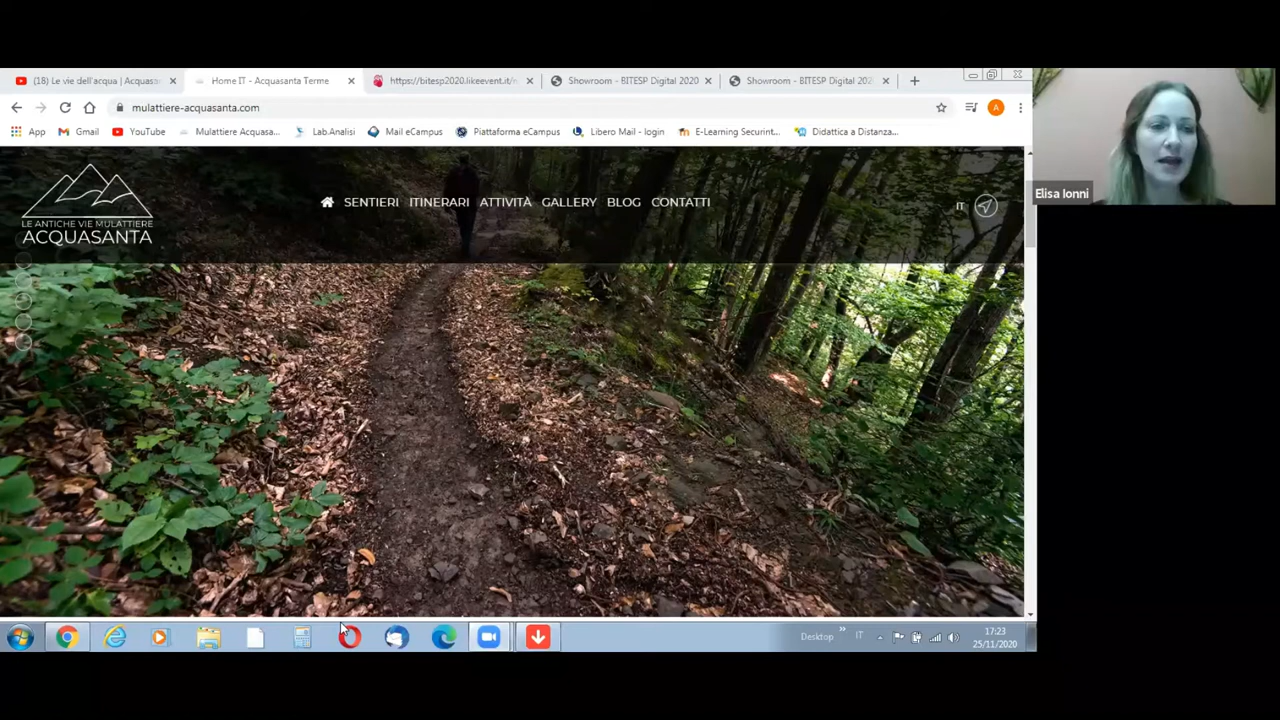 (18) Le vie dell'acqua | Acquasa
Home IT - Acquasanta Terme
https://bitesp2020.likeevent.it/
Showroom - BITESP Digital 2020
Showroom - BITESP Digital 2020
mulattiere-acquasanta.com
A
App
Gmail
YouTube
Mulattiere Acquasa...
Lab.Analisi
Mail eCampus
Piattaforma eCampus
Libero Mail - login
E-Learning Securint...
Didattica a Distanza...
LE ANTICHE VIE MULATTIERE
ACQUASANTA
SENTIERI
ITINERARI
ATTIVITÀ
GALLERY
BLOG
CONTATTI
IT
Elisa Ionni
Desktop
»
IT
17:23
25/11/2020